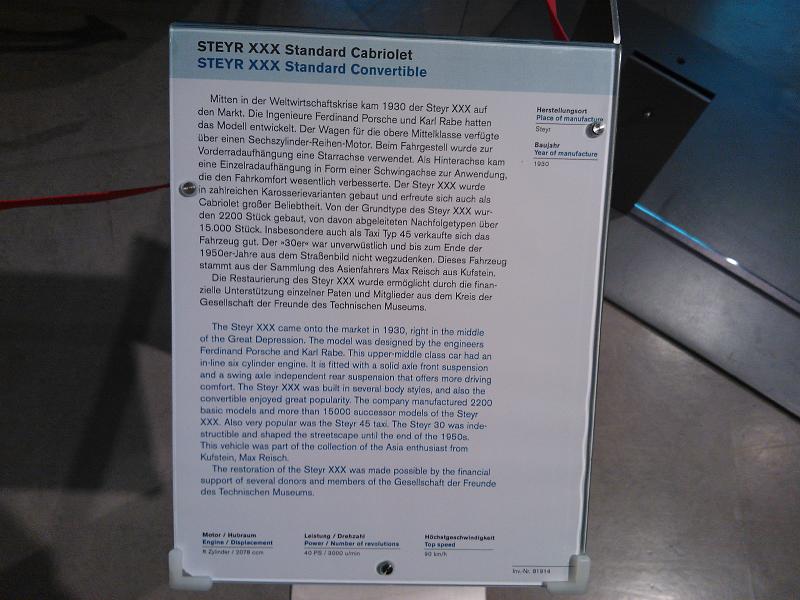 STEYR XXX Standard Cabriolet
STEYR XXX Standard Convertible
Mitten in der Weltwirtschaftskrise kam 1930 der Steyr XXX auf
den Markt. Die Ingenieure Ferdinand Porsche und Karl Rabe hatten
das Modell entwickelt. Der Wagen für die obere Mittelklasse verfügte
über einen Sechszylinder-Reihen-Motor. Beim Fahrgestell wurde zur
Vorderradaufhängung eine Starrachse verwendet. Als Hinterachse kam
eine Einzelradaufhängung in Form einer Schwingachse zur Anwendung,
die den Fahrkomfort wesentlich verbesserte. Der Steyr XXX wurde
in zahlreichen Karosserievarianten gebaut und erfreute sich auch als
Cabriolet großer Beliebtheit. Von der Grundtype des Steyr XXX wur-
den 2200 Stück gebaut, von davon abgeleiteten Nachfolgetypen über
15.000 Stück. Insbesondere auch als Taxi Typ 45 verkaufte sich das
Fahrzeug gut. Der »30er« war unverwüstlich und bis zum Ende der
1950er-Jahre aus dem Straßenbild nicht wegzudenken. Dieses Fahrzeug
stammt aus der Sammlung des Asienfahrers Max Reisch aus Kufstein.
Die Restaurierung des Steyr XXX wurde ermöglicht durch die finan-
zielle Unterstützung einzelner Paten und Mitglieder aus dem Kreis der
Gesellschaft der Freunde des Technischen Museums.
The Steyr XXX came onto the market in 1930, right in the middle
of the Great Depression. The model was designed by the engineers
Ferdinand Porsche and Karl Rabe. This upper-middle class car had an
in-line six cylinder engine. It is fitted with a solid axle front suspension
and a swing axle independent rear suspension that offers more driving
comfort. The Steyr XXX was built in several body styles, and also the
convertible enjoyed great popularity. The company manufactured 2200
basic models and more than 15000 successor models of the Steyr
XXX. Also very popular was the Steyr 45 taxi. The Steyr 30 was inde-
structible and shaped the streetscape until the end of the 1950s.
This vehicle was part of the collection of the Asia enthusiast from
Kufstein, Max Reisch.
The restoration of the Steyr XXX was made possible by the financial
support of several donors and members of the Gesellschaft der Freunde
des Technischen Museums.
Herstellungsort
Place of manufacture
Steyr
Baujahr
Year of manufacture
1930
Motor / Hubraum
Engine / Displacement
6 Zylinder / 2078 ccm
Leistung / Drehzahl
Power / Number of revolutions
40 PS / 3000 u/min
Höchstgeschwindigkeit
Top speed
90 km/h
Inv.-Nr. 81914